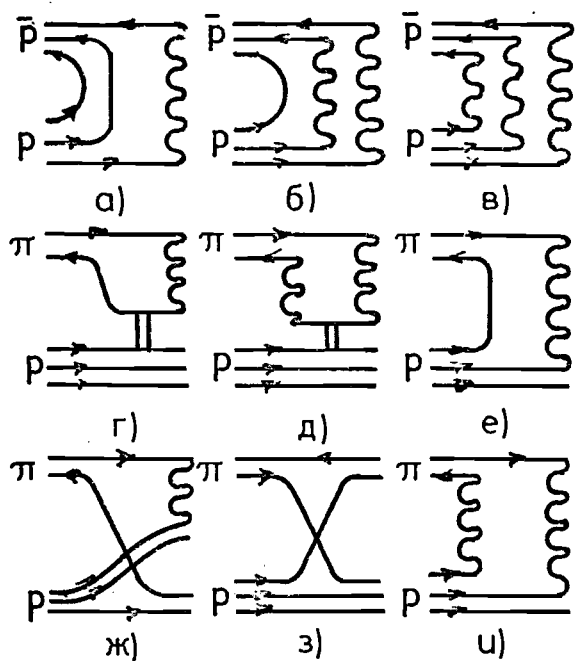 p̄ p̄ p̄
p p p
а) б) в)
π π π
p p p
г) д) е)
π π π
p p p
ж) з) и)